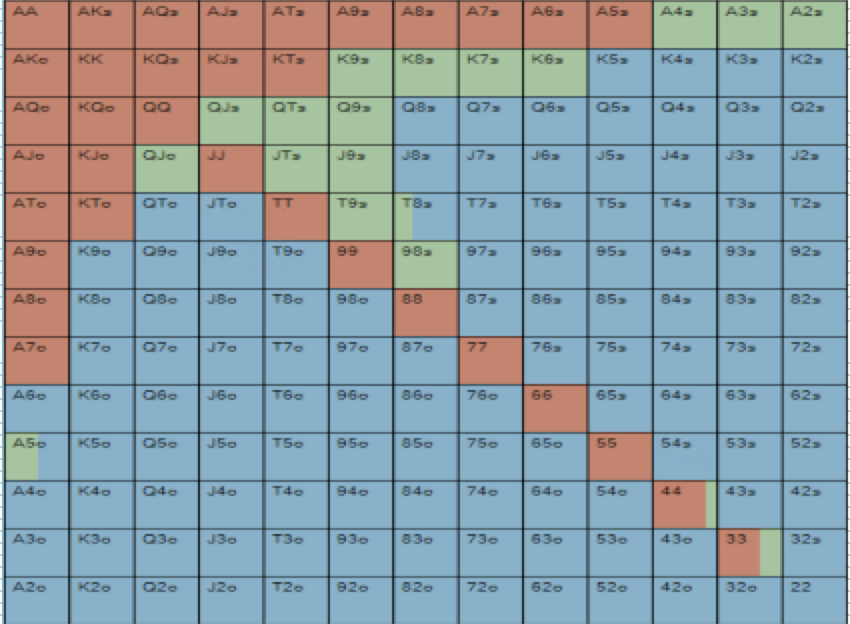 AA AKs AQs AJs ATs A9s A8s A7s A6s A5s A4s A3s A2s
AKo KK KQs KJs KTs K9s K8s K7s K6s K5s K4s K3s K2s
AQo KQo QQ QJs QTs Q9s Q8s Q7s Q6s Q5s Q4s Q3s Q2s
AJo KJo QJo JJ JTs J9s J8s J7s J6s J5s J4s J3s J2s
ATo KTo QTo JTo TT T9s T8s T7s T6s T5s T4s T3s T2s
A9o K9o Q9o J9o T9o 99 98s 97s 96s 95s 94s 93s 92s
A8o K8o Q8o J8o T8o 98o 88 87s 86s 85s 84s 83s 82s
A7o K7o Q7o J7o T7o 97o 87o 77 76s 75s 74s 73s 72s
A6o K6o Q6o J6o T6o 96o 86o 76o 66 65s 64s 63s 62s
A5o K5o Q5o J5o T5o 95o 85o 75o 65o 55 54s 53s 52s
A4o K4o Q4o J4o T4o 94o 84o 74o 64o 54o 44 43s 42s
A3o K3o Q3o J3o T3o 93o 83o 73o 63o 53o 43o 33 32s
A2o K2o Q2o J2o T2o 92o 82o 72o 62o 52o 42o 32o 22